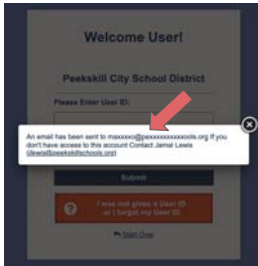 Welcome User!
Peekskill City School District
Please Enter User ID:
An email has been sent to maxxxxo@pexxxxxxxxxxools.org If you
don't have access to this account Contact Jamal Lewis
(jlewis@peekskillschools.org)
Submit
? I was not given a User ID
or I forgot my User ID
Start Over